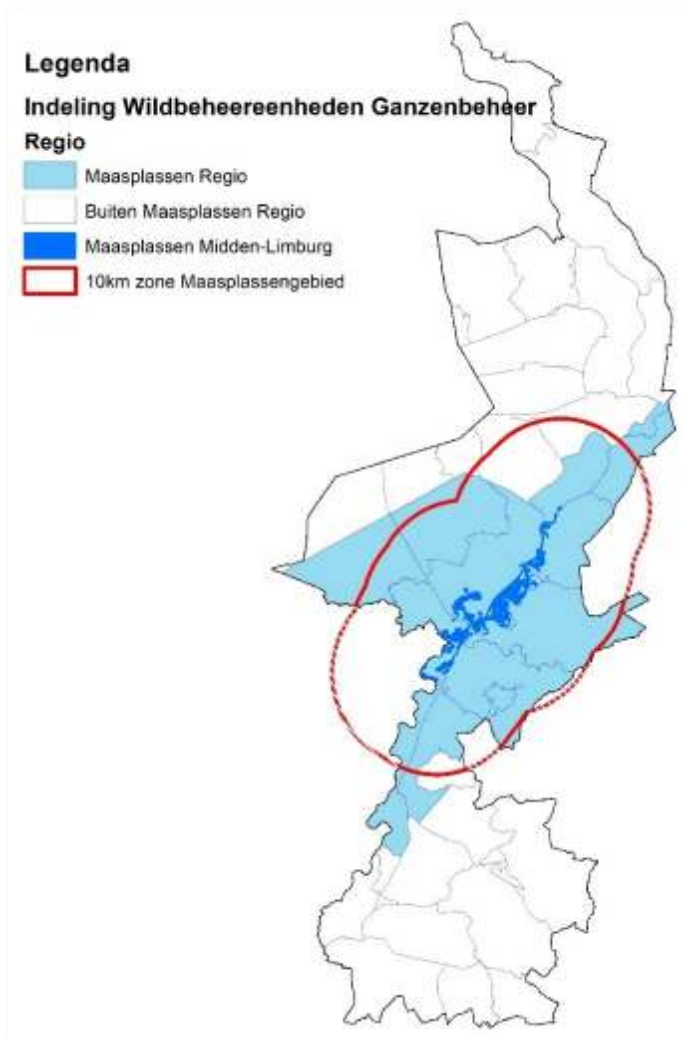 Legenda
Indeling Wildbeheereenheden Ganzenbeheer
Regio
Maasplassen Regio
Buiten Maasplassen Regio
Maasplassen Midden-Limburg
10km zone Maasplassengebied